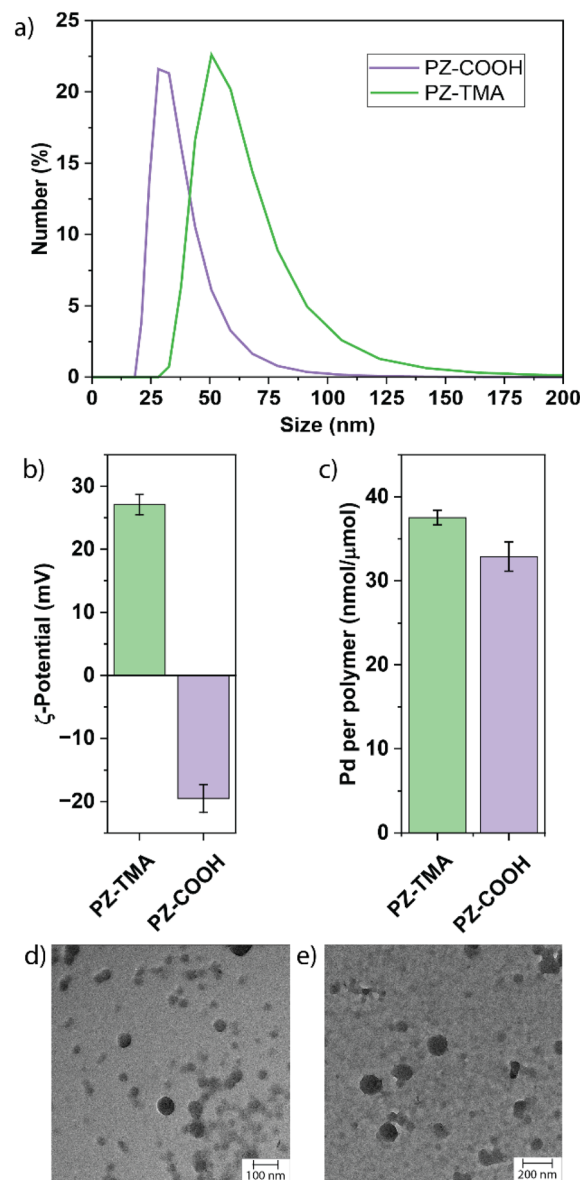 a)
25
20
15
10
5
0
Number (%)
PZ-COOH
PZ-TMA
0 25 50 75 100 125 150 175 200
Size (nm)
b)
30
20
10
0
−10
−20
ζ-Potential (mV)
PZ-TMA
PZ-COOH
c)
40
30
20
10
0
Pd per polymer (nmol/μmol)
PZ-TMA
PZ-COOH
d)
100 nm
e)
200 nm